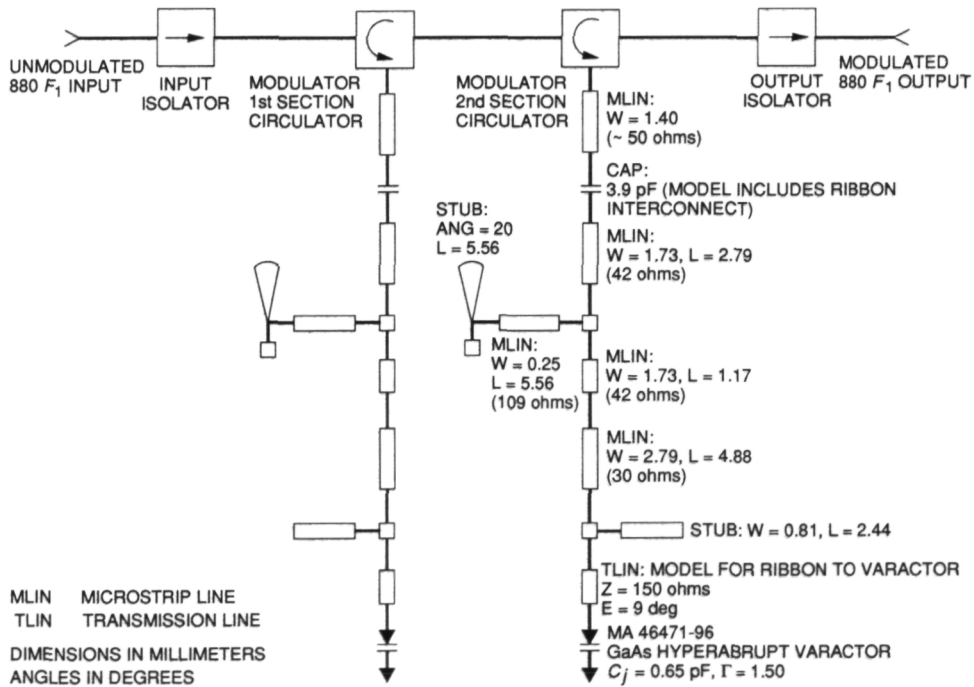 UNMODULATED
880 F1 INPUT
INPUT
ISOLATOR
MODULATOR
1st SECTION
CIRCULATOR
MODULATOR
2nd SECTION
CIRCULATOR
OUTPUT
ISOLATOR
MODULATED
880 F1 OUTPUT
MLIN:
W = 1.40
(~ 50 ohms)
CAP:
3.9 pF (MODEL INCLUDES RIBBON
INTERCONNECT)
STUB:
ANG = 20
L = 5.56
MLIN:
W = 1.73, L = 2.79
(42 ohms)
MLIN:
W = 0.25
L = 5.56
(109 ohms)
MLIN:
W = 1.73, L = 1.17
(42 ohms)
MLIN:
W = 2.79, L = 4.88
(30 ohms)
STUB: W = 0.81, L = 2.44
TLIN: MODEL FOR RIBBON TO VARACTOR
Z = 150 ohms
E = 9 deg
MA 46471-96
GaAs HYPERABRUPT VARACTOR
Cj = 0.65 pF, Γ = 1.50
MLIN MICROSTRIP LINE
TLIN TRANSMISSION LINE
DIMENSIONS IN MILLIMETERS
ANGLES IN DEGREES